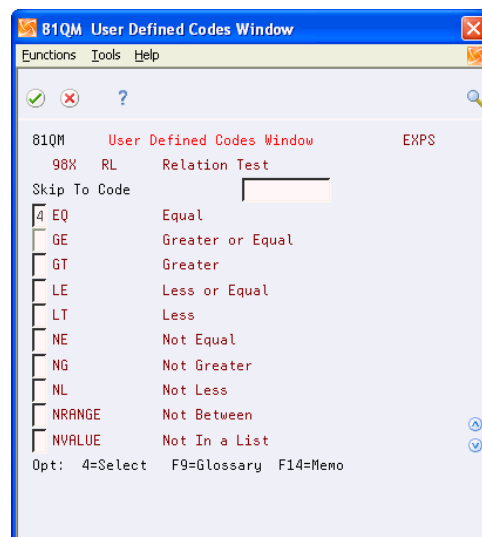 81QM User Defined Codes Window
Functions Tools Help
?
81QM User Defined Codes Window EXPS
98X RL Relation Test
Skip To Code
4 EQ Equal
GE Greater or Equal
GT Greater
LE Less or Equal
LT Less
NE Not Equal
NG Not Greater
NL Not Less
NRANGE Not Between
NVALUE Not In a List
Opt: 4=Select F9=Glossary F14=Memo